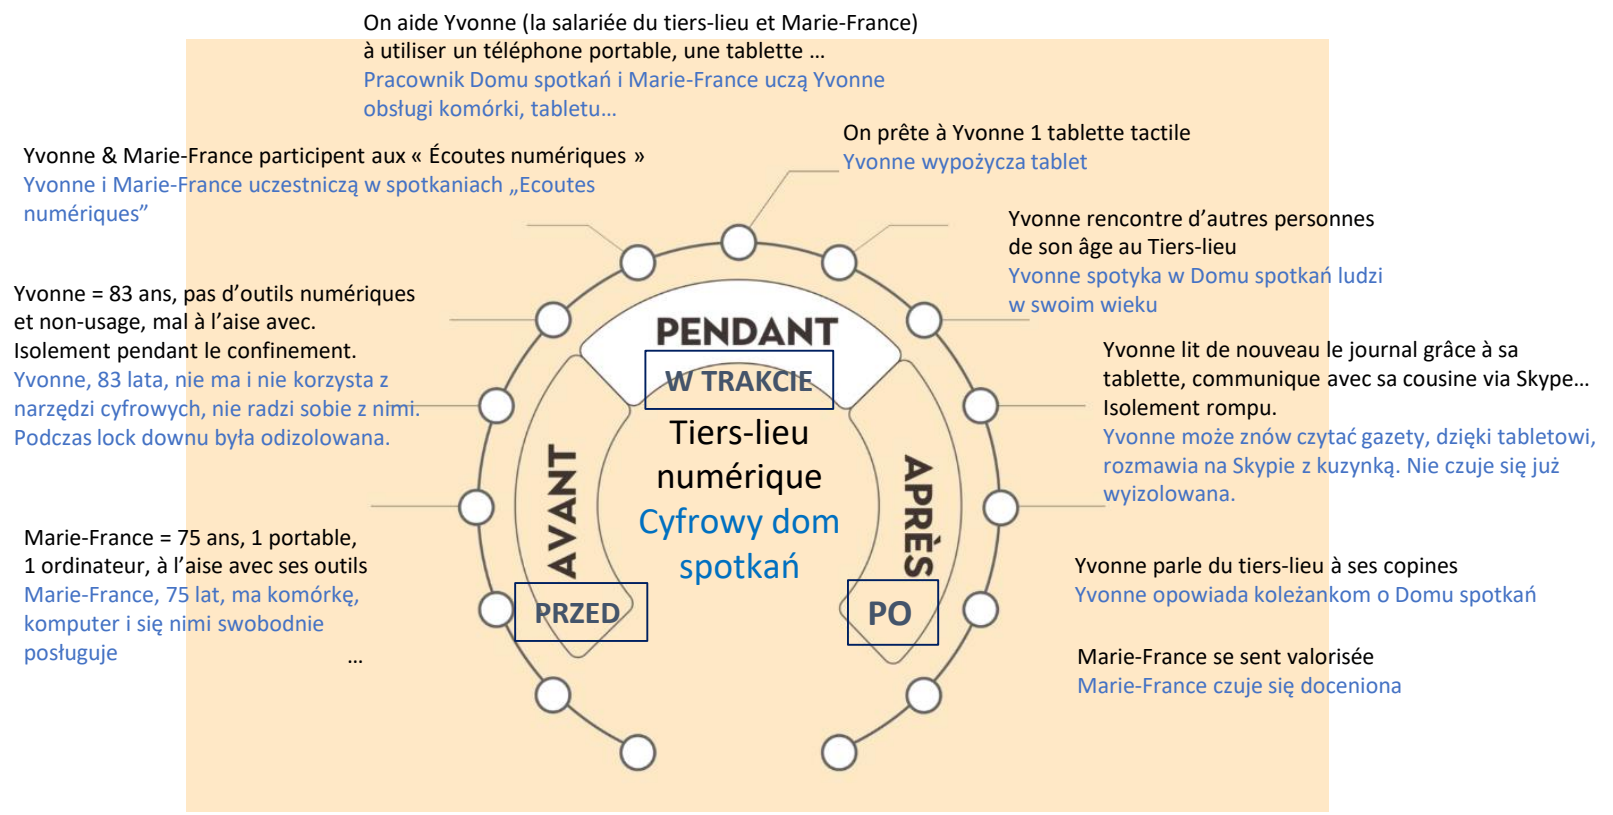 On aide Yvonne (la salariée du tiers-lieu et Marie-France)
à utiliser un téléphone portable, une tablette ...
Pracownik Domu spotkań i Marie-France uczą Yvonne
obsługi komórki, tabletu...
On prête à Yvonne 1 tablette tactile
Yvonne wypożycza tablet
Yvonne & Marie-France participent aux « Écoutes numériques »
Yvonne i Marie-France uczestniczą w spotkaniach „Ecoutes
numériques”
Yvonne rencontre d’autres personnes
de son âge au Tiers-lieu
Yvonne spotyka w Domu spotkań ludzi
w swoim wieku
Yvonne = 83 ans, pas d’outils numériques
et non-usage, mal à l’aise avec.
Isolement pendant le confinement.
Yvonne, 83 lata, nie ma i nie korzysta z
narzędzi cyfrowych, nie radzi sobie z nimi.
Podczas lock downu była odizolowana.
PENDANT
W TRAKCIE
Tiers-lieu
numérique
Cyfrowy dom
spotkań
AVANT
PRZED
APRÈS
PO
Yvonne lit de nouveau le journal grâce à sa
tablette, communique avec sa cousine via Skype...
Isolement rompu.
Yvonne może znów czytać gazety, dzięki tabletowi,
rozmawia na Skypie z kuzynką. Nie czuje się już
wyizolowana.
Marie-France = 75 ans, 1 portable,
1 ordinateur, à l’aise avec ses outils
Marie-France, 75 lat, ma komórkę,
komputer i się nimi swobodnie
posługuje
...
Yvonne parle du tiers-lieu à ses copines
Yvonne opowiada koleżankom o Domu spotkań
Marie-France se sent valorisée
Marie-France czuje się doceniona